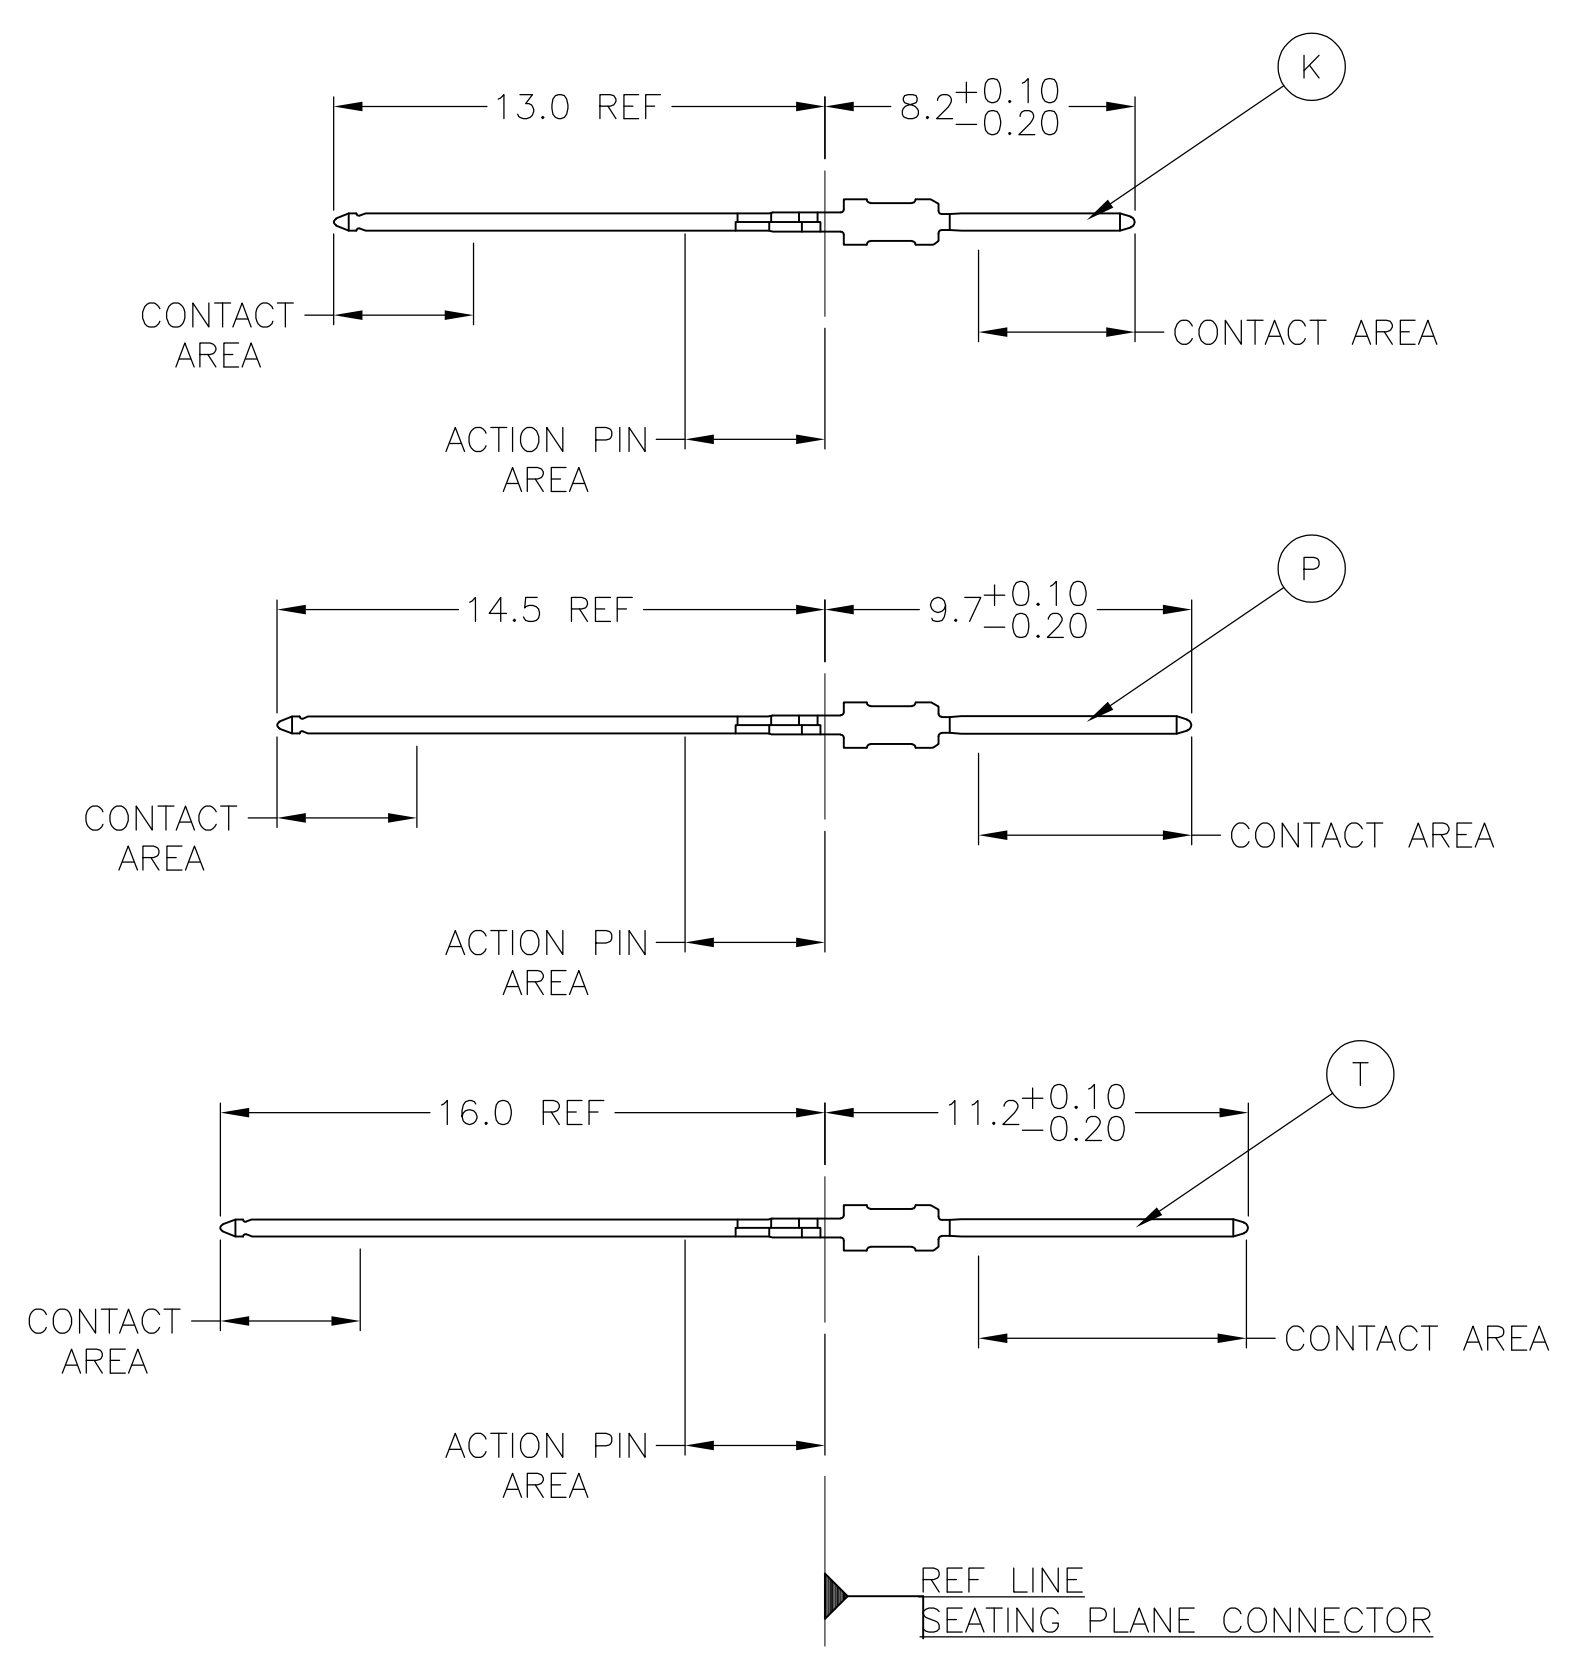 K
13.0 REF
8.2 +0.10
-0.20
CONTACT
AREA
CONTACT AREA
ACTION PIN
AREA
P
14.5 REF
9.7 +0.10
-0.20
CONTACT
AREA
CONTACT AREA
ACTION PIN
AREA
T
16.0 REF
11.2 +0.10
-0.20
CONTACT
AREA
CONTACT AREA
ACTION PIN
AREA
REF LINE
SEATING PLANE CONNECTOR